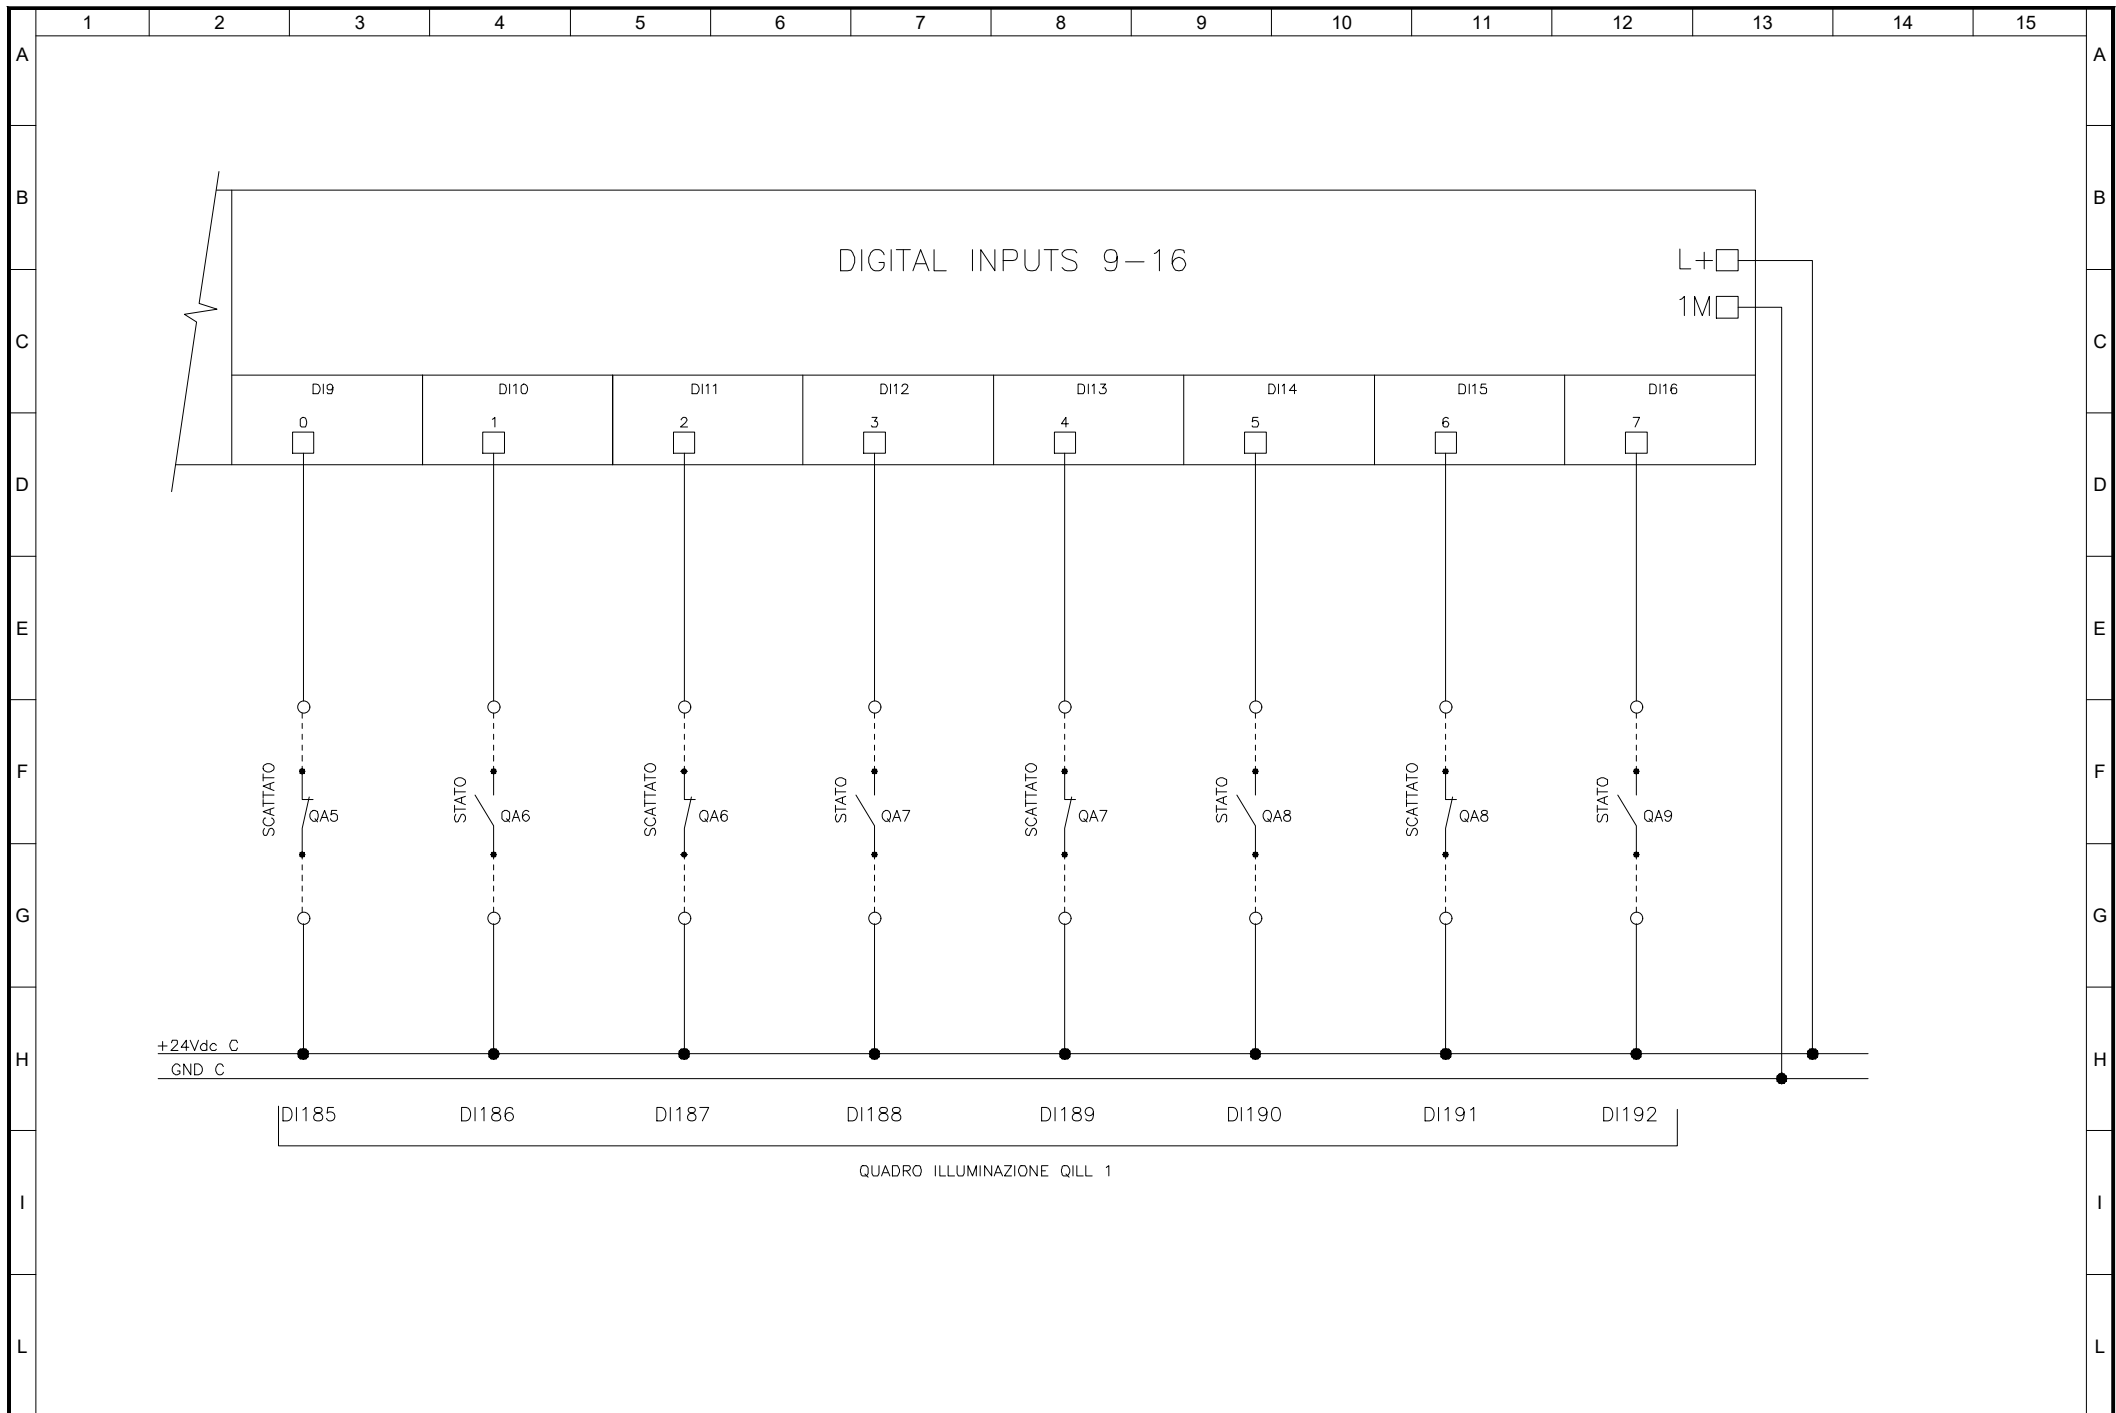 1 2 3 4 5 6 7 8 9 10 11 12 13 14 15
A A
B B
DIGITAL INPUTS 9-16 L+
1M
C C
DI9 DI10 DI11 DI12 DI13 DI14 DI15 DI16
0 1 2 3 4 5 6 7
D D
E E
F F
SCATTATO QA5 STATO QA6 SCATTATO QA6 STATO QA7 SCATTATO QA7 STATO QA8 SCATTATO QA8 STATO QA9
G G
+24Vdc C
H H
GND C
DI185 DI186 DI187 DI188 DI189 DI190 DI191 DI192
QUADRO ILLUMINAZIONE QILL 1
I I
L L